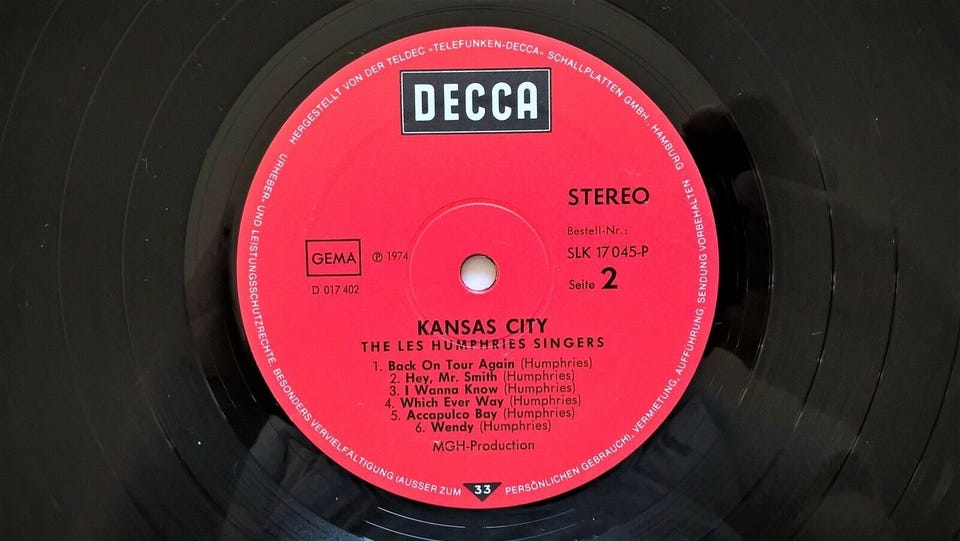 HERGESTELLT VON DER TELDEC »TELEFUNKEN-DECCA« SCHALLPLATTEN GMBH., HAMBURG
DECCA
STEREO
Bestell-Nr.:
SLK 17 045-P
Seite 2
GEMA
℗ 1974
D 017 402
KANSAS CITY
THE LES HUMPHRIES SINGERS
1. Back On Tour Again (Humphries)
2. Hey, Mr. Smith (Humphries)
3. I Wanna Know (Humphries)
4. Which Ever Way (Humphries)
5. Accapulco Bay (Humphries)
6. Wendy (Humphries)
MGH-Production
33
URHEBER- UND LEISTUNGSSCHUTZRECHTE, BESONDERS VERVIELFALTIGUNG (AUSSER ZUM PERSÖNLICHEN GEBRAUCH), VERMIETUNG, AUFFÜHRUNG, SENDUNG VORBEHALTEN